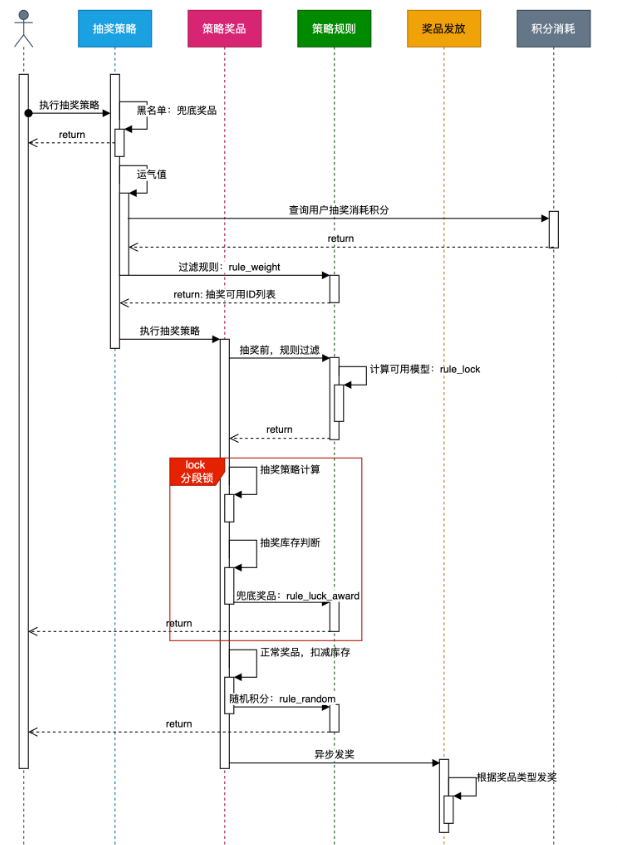 抽奖策略
策略奖品
策略规则
奖品发放
积分消耗
执行抽奖策略
黑名单：兜底奖品
return
运气值
查询用户抽奖消耗积分
return
过滤规则：rule_weight
return: 抽奖可用ID列表
执行抽奖策略
抽奖前，规则过滤
计算可用模型：rule_lock
return
lock
分段锁
抽奖策略计算
抽奖库存判断
兜底奖品：rule_luck_award
return
正常奖品，扣减库存
随机积分：rule_random
return
异步发奖
根据奖品类型发奖